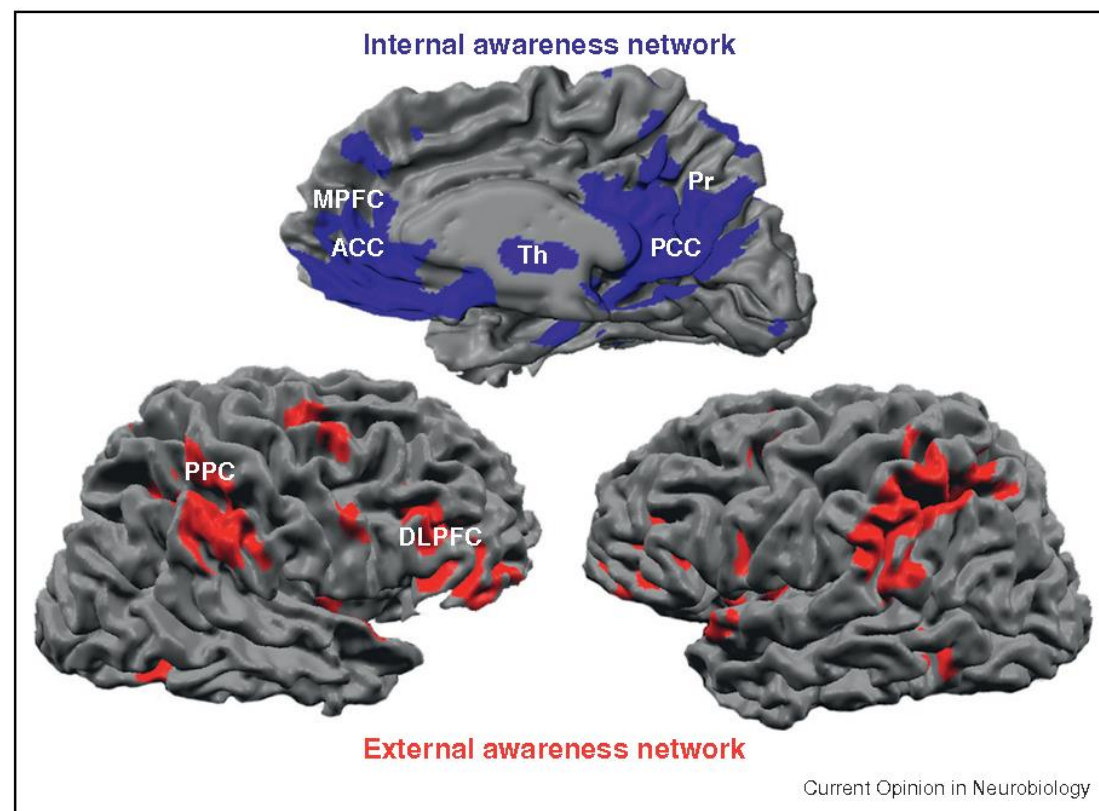 Internal awareness network
MPFC
Pr
ACC
Th
PCC
PPC
DLPFC
External awareness network
Current Opinion in Neurobiology